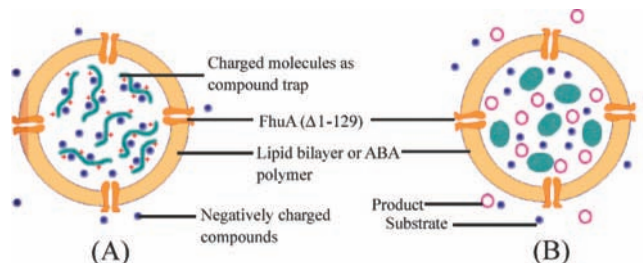 Charged molecules as
compound trap
FhuA (Δ1-129)
Lipid bilayer or ABA
polymer
Product
Negatively charged
compounds
Substrate
(A)
(B)